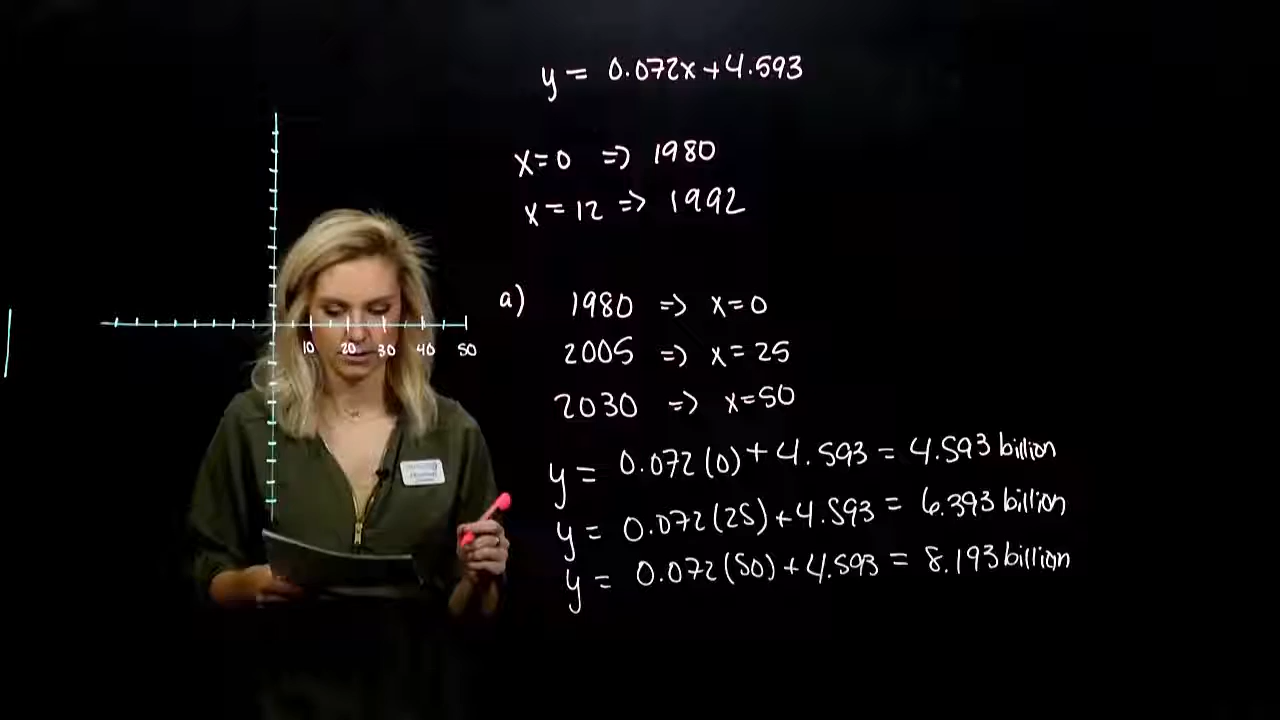 y = 0.072x+4.593
x=0 => 1980
x=12 => 1992
a) 1980 => x=0
2005 => x=25
2030 => x=50
10 20 30 40 50
y = 0.072(0)+4.593 = 4.593 billion
y = 0.072(25)+4.593 = 6.393 billion
y = 0.072(50)+4.593 = 8.193 billion